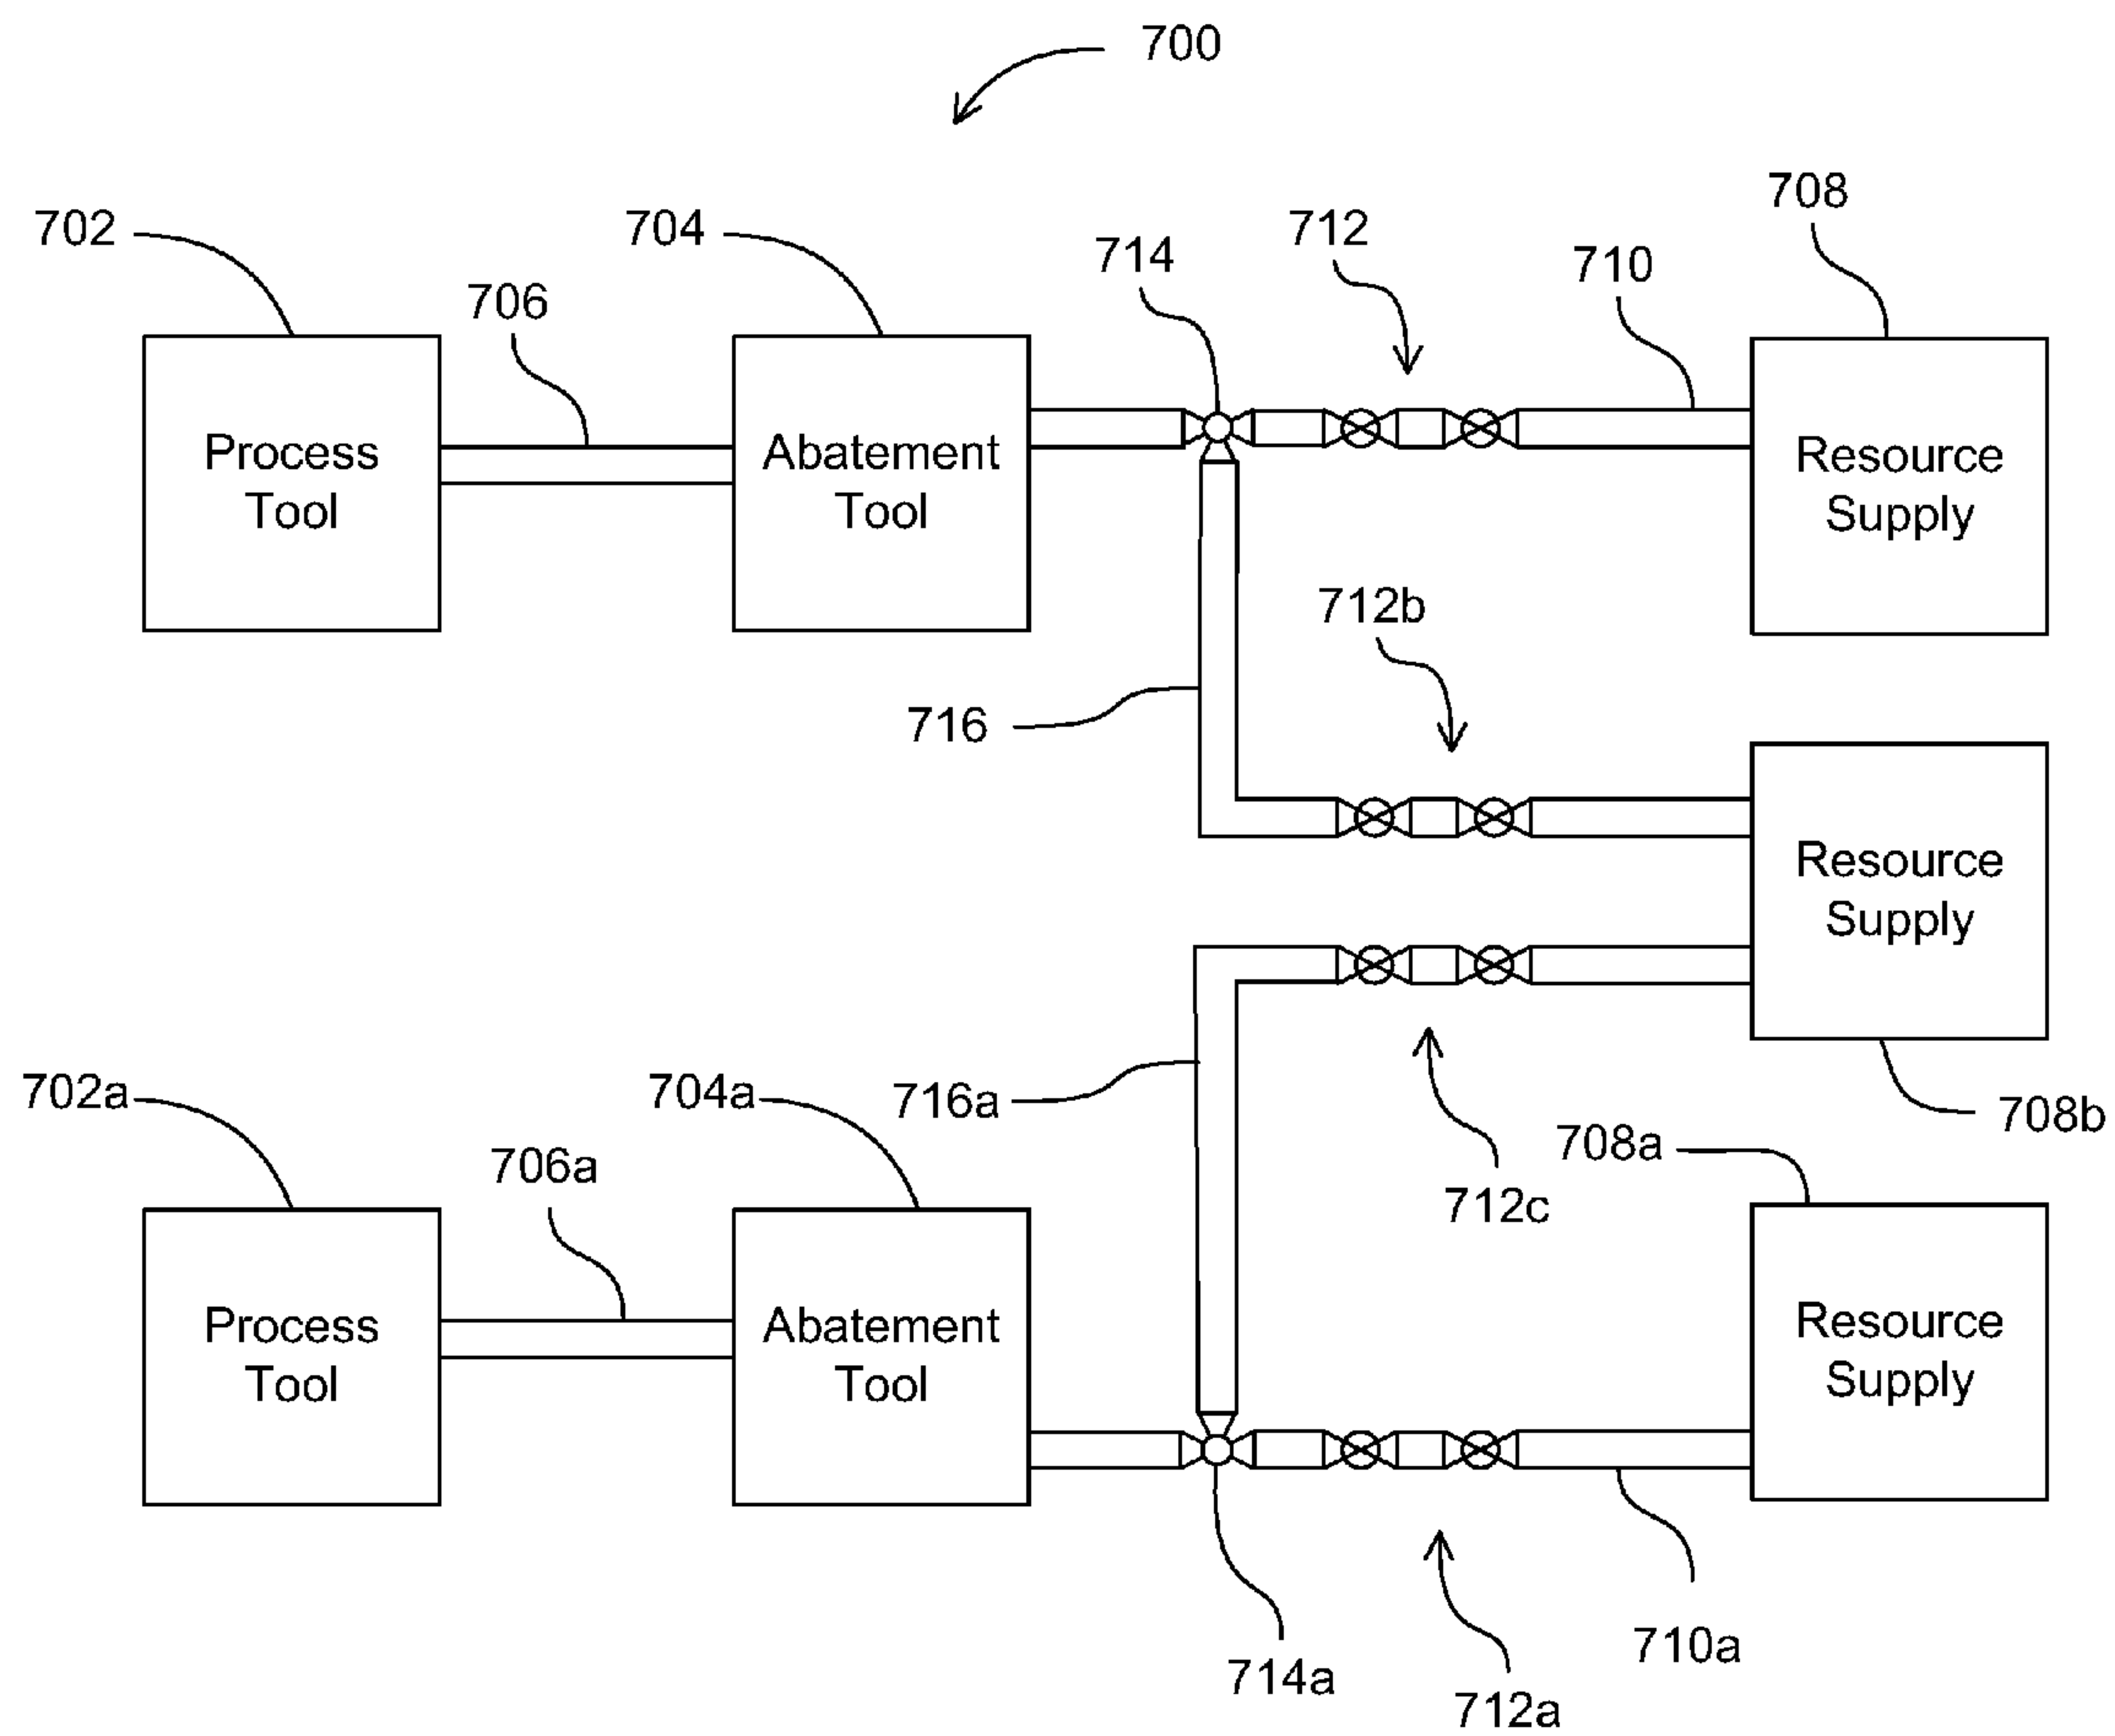 700
708
702
704
712
714
710
706
Process
Tool
Abatement
Tool
Resource
Supply
712b
716
Resource
Supply
702a
704a
716a
708b
708a
706a
712c
Process
Tool
Abatement
Tool
Resource
Supply
710a
714a
712a